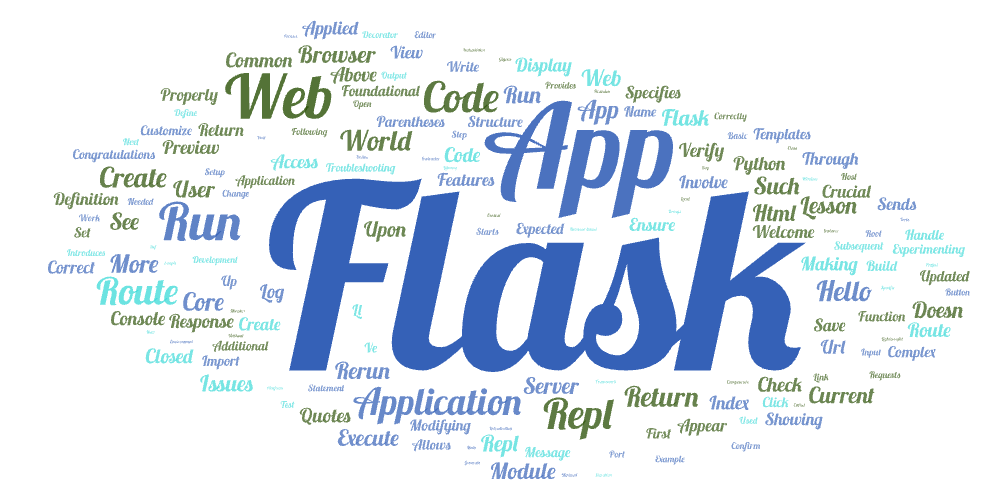 Applied
Decorator
Editor
Common
Browser
View
Above
Output
Write
Display
Web
Properly
Web
Foundational
Open
Code
Run
Provides
App
Name
Specifies
Flask
Correctly
Define
Customize
Return
Following
World
Parentheses
Structure
Step
App
Basic
Templates
Congratulations
Preview
Access
Troubleshooting
Code
Verify
Python
Through
Create
User
Setup
Application
Change
Features
Involve
Such
Host
Crucial
Definition
Needed
Work
Set
See
Run
Upon
Starts
Expected
Ensure
Html
Lesson
Sends
Welcome
Root
Handle
Subsequent
Experimenting
Introduces
Correct
More
Development
Up
Log
Flask
Making
Build
Updated
Button
Route
Core
Li
Hello
Console
Response
Create
Additional
Ve
Function
Doesn
Save
Route
Closed
Import
Url
Input
Complex
Issues
Rerun
Statement
Server
Link
Requests
Check
Current
Test
Quotes
Application
Repl
Return
Index
Click
Used
Showing
Modifying
Execute
Allows
Repl
Message
First
Appear
Confirm
Module
Port
Example